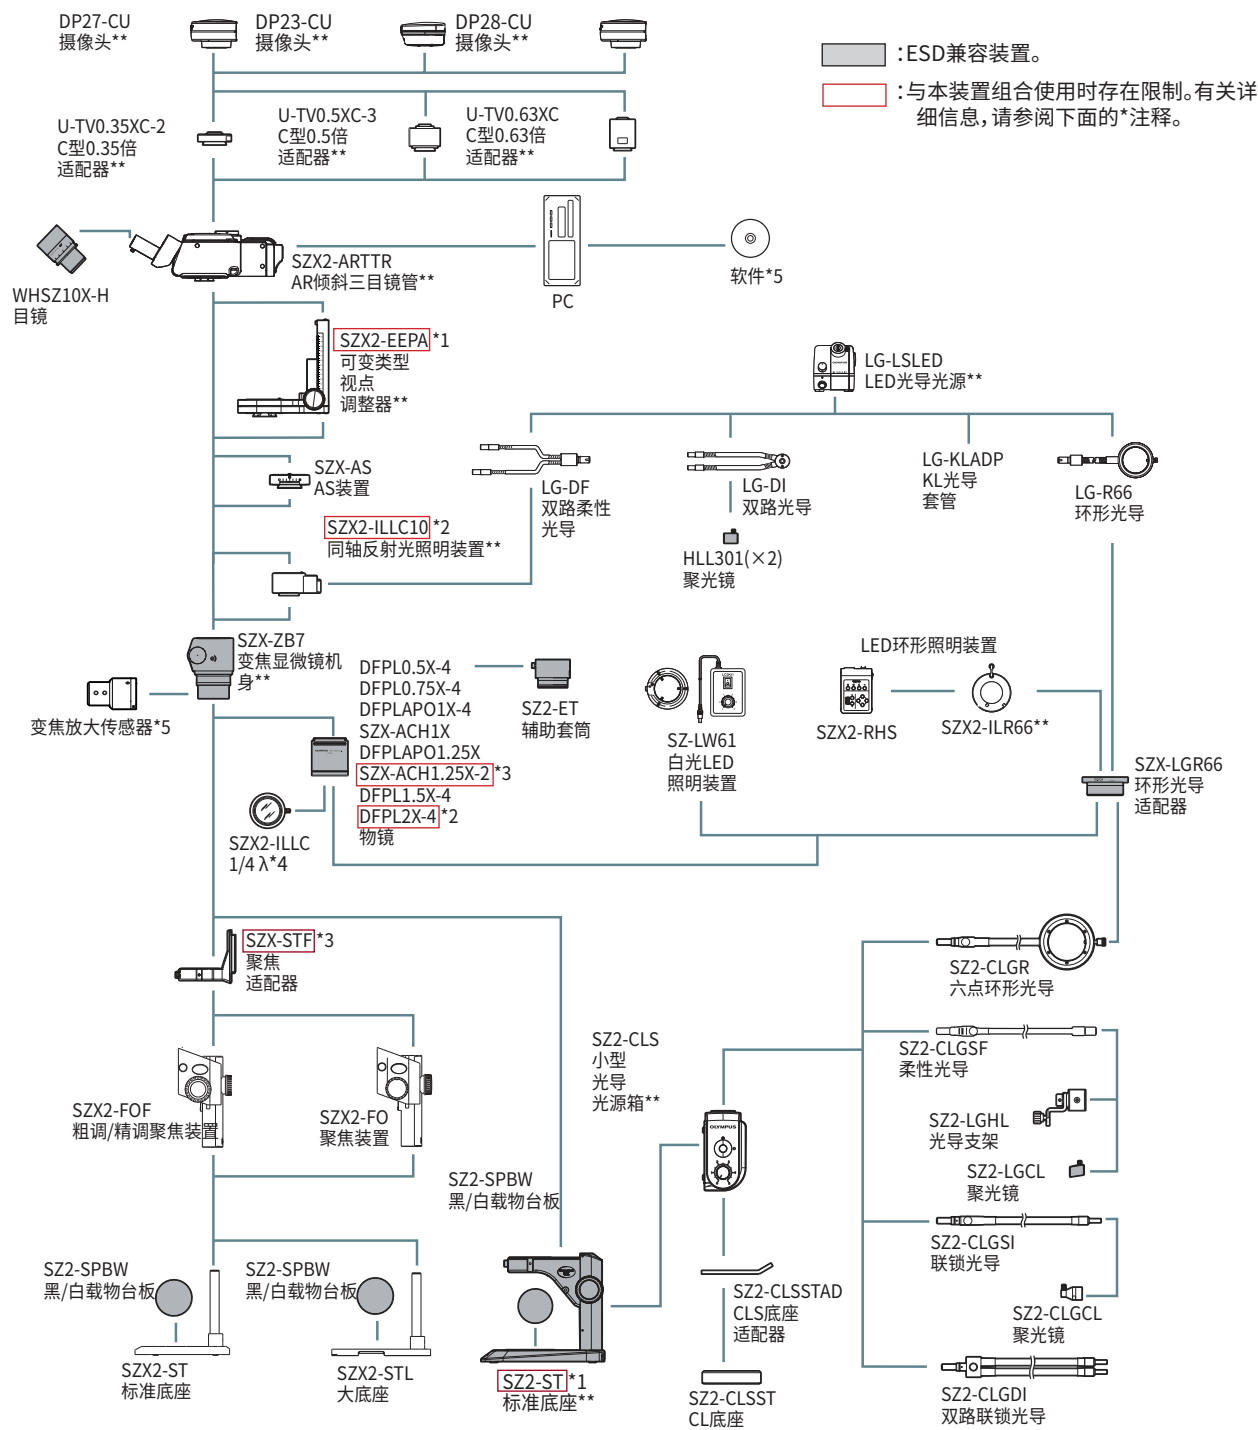 DP27-CU
摄像头**
DP23-CU
摄像头**
DP28-CU
摄像头**
:ESD兼容装置。
:与本装置组合使用时存在限制。有关详
细信息,请参阅下面的*注释。
U-TV0.35XC-2
C型0.35倍
适配器**
U-TV0.5XC-3
C型0.5倍
适配器**
U-TV0.63XC
C型0.63倍
适配器**
WHSZ10X-H
目镜
SZX2-ARTTR
AR倾斜三目镜管**
PC
软件*5
SZX2-EEPA *1
可变类型
视点
调整器**
LG-LSLED
LED光导光源**
SZX-AS
AS装置
LG-DF
双路柔性
光导
LG-DI
双路光导
LG-KLADP
KL光导
套管
LG-R66
环形光导
SZX2-ILLC10 *2
同轴反射光照明装置**
HLL301(×2)
聚光镜
SZX-ZB7
变焦显微镜机
身**
变焦放大传感器*5
DFPL0.5X-4
DFPL0.75X-4
DFPLAPO1X-4
SZX-ACH1X
DFPLAPO1.25X
SZX-ACH1.25X-2 *3
DFPL1.5X-4
DFPL2X-4 *2
物镜
SZ2-ET
辅助套筒
SZX2-ILLC
1/4 λ*4
SZ-LW61
白光LED
照明装置
LED环形照明装置
SZX2-RHS
SZX2-ILR66**
SZX-LGR66
环形光导
适配器
SZX-STF *3
聚焦
适配器
SZX2-FOF
粗调/精调聚焦装置
SZX2-FO
聚焦装置
SZ2-CLS
小型
光导
光源箱**
OLYMPUS
SZ2-CLGR
六点环形光导
SZ2-CLGSF
柔性光导
SZ2-LGHL
光导支架
SZ2-LGCL
聚光镜
SZ2-CLGSI
联锁光导
SZ2-CLGCL
聚光镜
SZ2-CLGDI
双路联锁光导
SZ2-SPBW
黑/白载物台板
SZ2-SPBW
黑/白载物台板
SZ2-SPBW
黑/白载物台板
SZX2-ST
标准底座
SZX2-STL
大底座
SZ2-ST *1
标准底座**
SZ2-CLSSTAD
CLS底座
适配器
SZ2-CLSST
CL底座